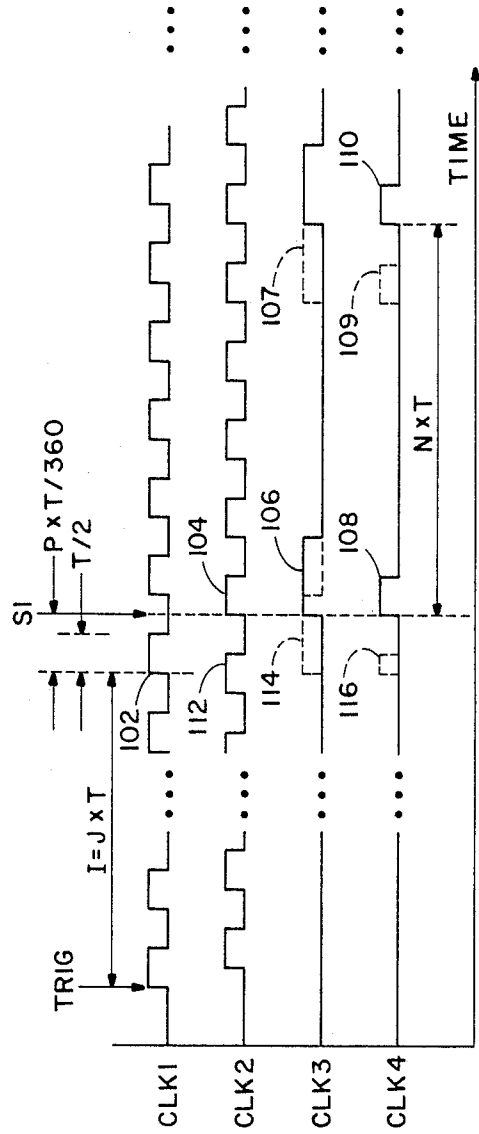 S1
P x T/360
T/2
I = J x T
TRIG
102
CLK1
112
104
CLK2
114
106
107
CLK3
116
108
109
110
CLK4
N x T
TIME